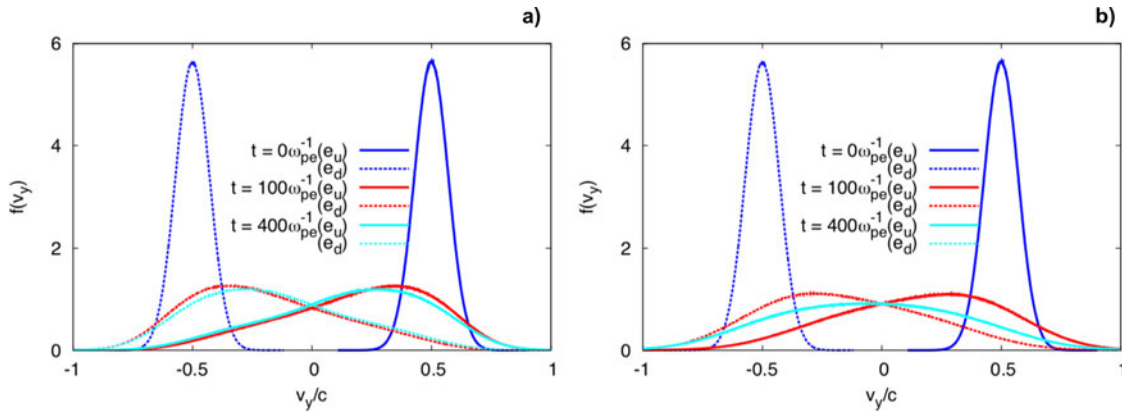 a)
6
4
2
0
f(v_y)
t = 0ω_pe^-1(e_u)
(e_d)
t = 100ω_pe^-1(e_u)
(e_d)
t = 400ω_pe^-1(e_u)
(e_d)
-1 -0.5 0 0.5 1
v_y/c
b)
6
4
2
0
f(v_y)
t = 0ω_pe^-1(e_u)
(e_d)
t = 100ω_pe^-1(e_u)
(e_d)
t = 400ω_pe^-1(e_u)
(e_d)
-1 -0.5 0 0.5 1
v_y/c